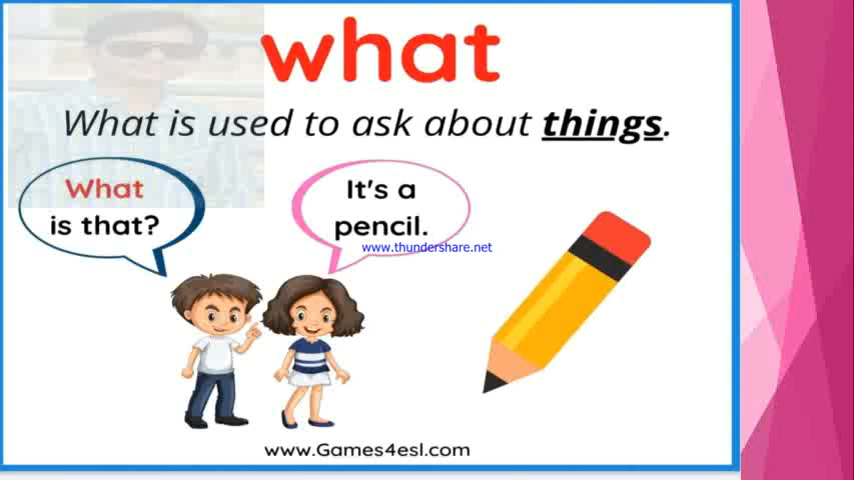 what
What is used to ask about things.
What
is that?
It's a
pencil.
www.thundershare.net
www.Games4esl.com